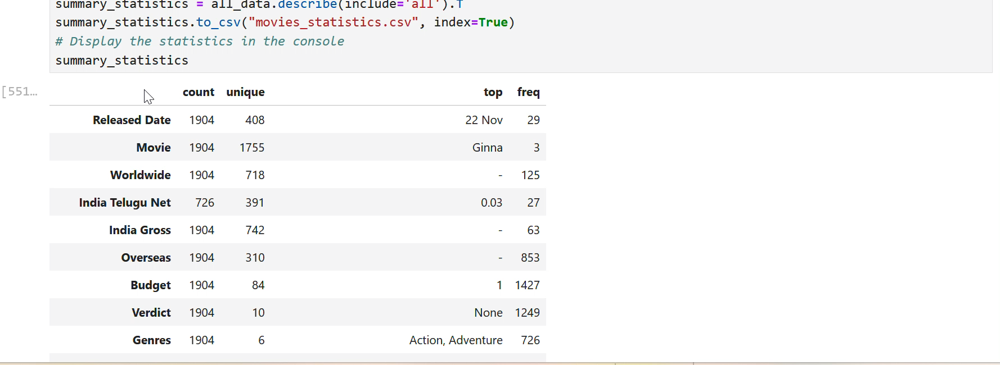 summary_statistics = all_data.describe(include='all').T
summary_statistics.to_csv("movies_statistics.csv", index=True)
# Display the statistics in the console
summary_statistics
[551…
count unique top freq
Released Date 1904 408 22 Nov 29
Movie 1904 1755 Ginna 3
Worldwide 1904 718 - 125
India Telugu Net 726 391 0.03 27
India Gross 1904 742 - 63
Overseas 1904 310 - 853
Budget 1904 84 1 1427
Verdict 1904 10 None 1249
Genres 1904 6 Action, Adventure 726